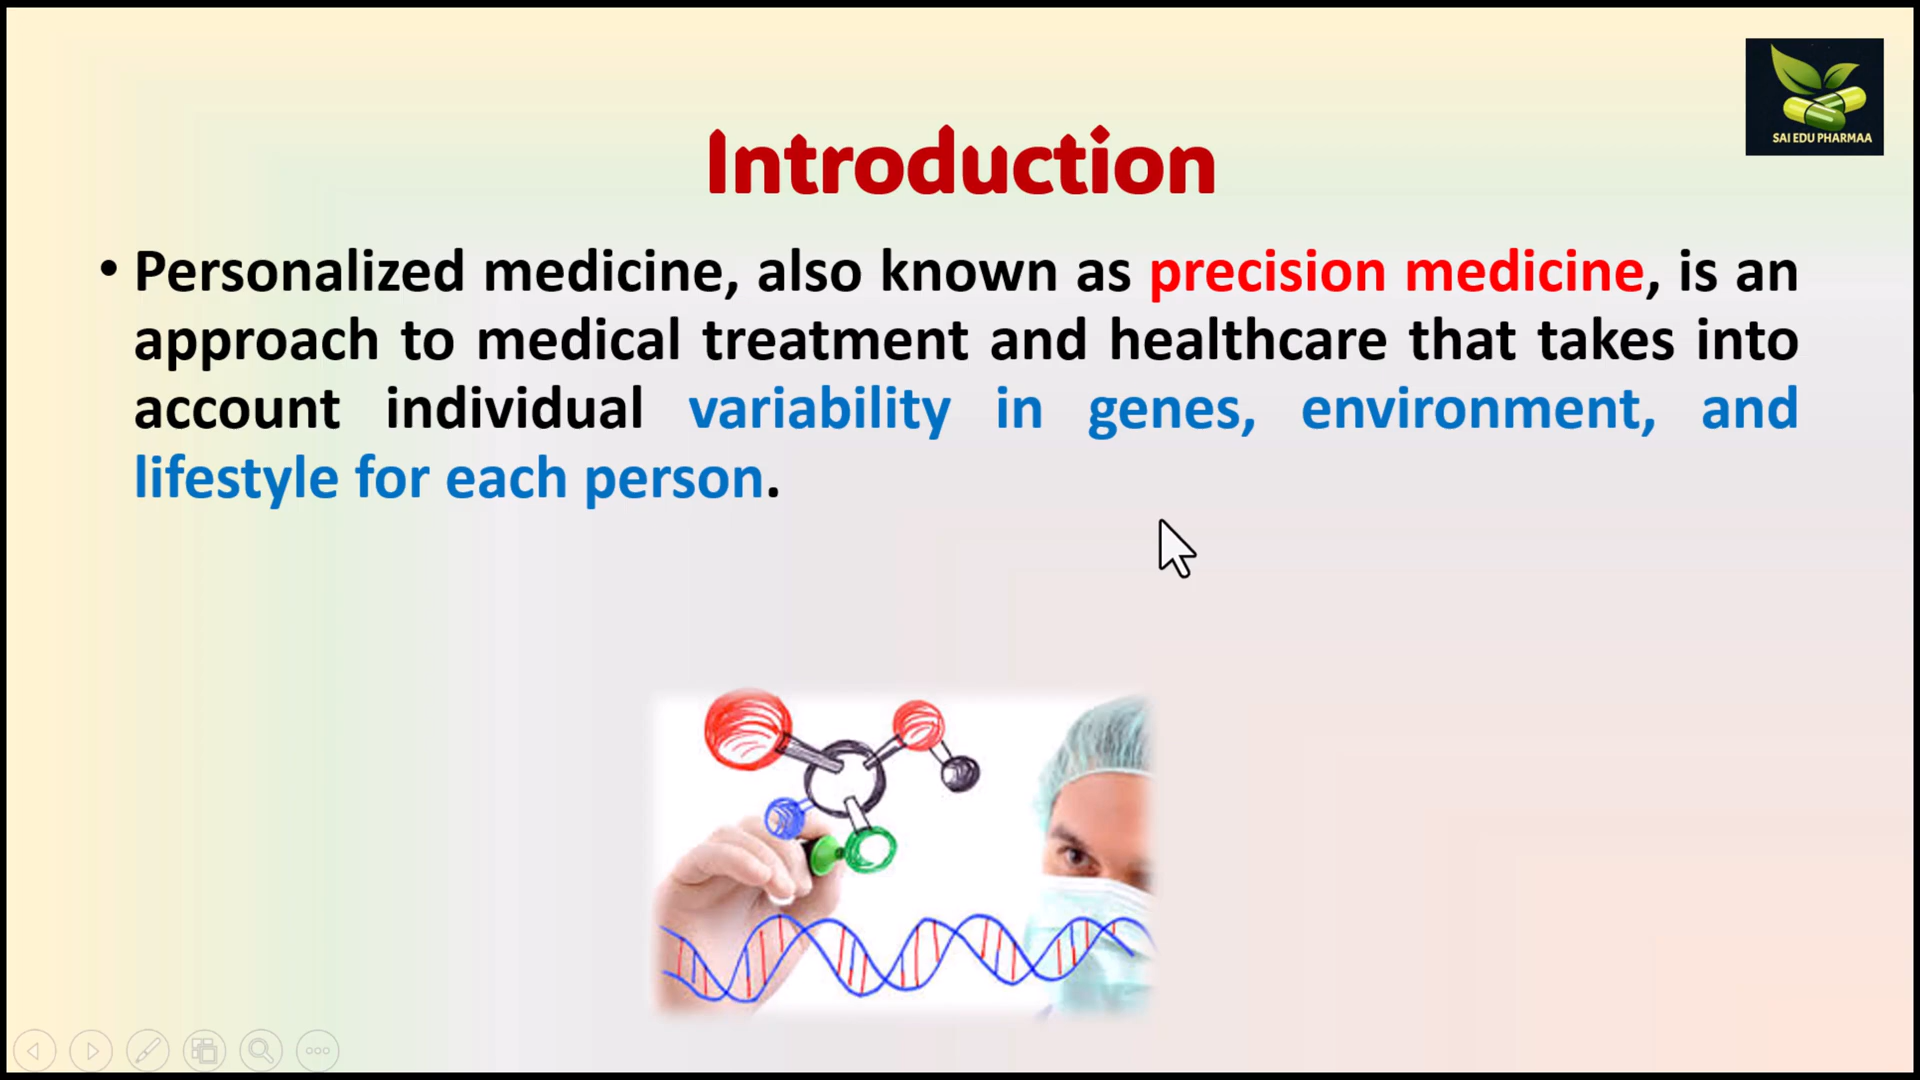 SAI EDU PHARMAA
Introduction
• Personalized medicine, also known as precision medicine, is an
approach to medical treatment and healthcare that takes into
account individual variability in genes, environment, and
lifestyle for each person.